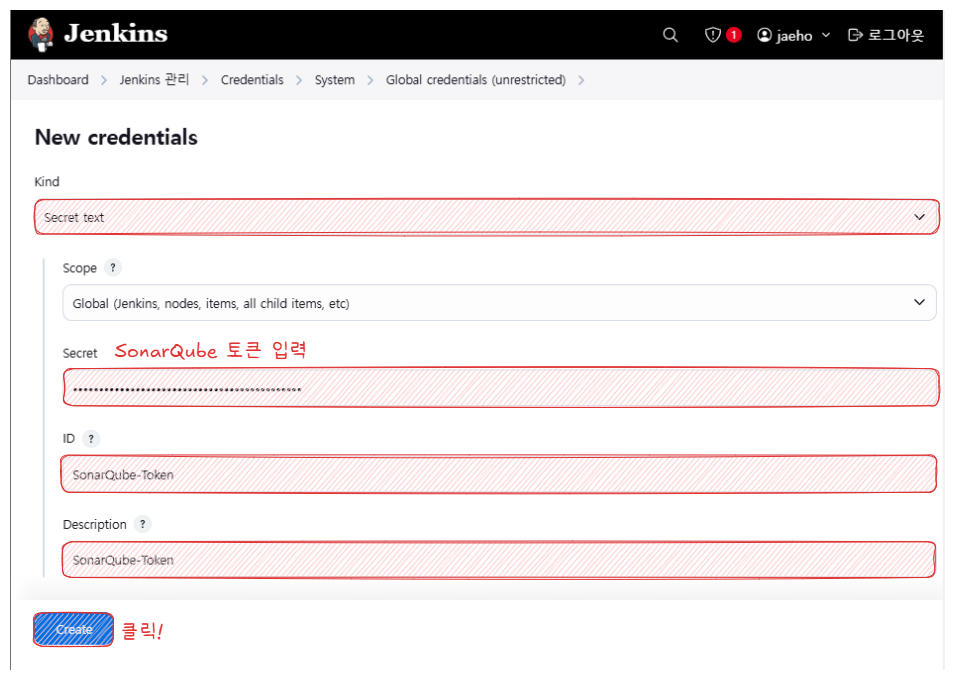 Jenkins 1 jaeho 로그아웃
Dashboard > Jenkins 관리 > Credentials > System > Global credentials (unrestricted) >
New credentials
Kind
Secret text
Scope ?
Global (Jenkins, nodes, items, all child items, etc)
Secret SonarQube 토큰 입력
ID ?
SonarQube-Token
Description ?
SonarQube-Token
Create 클릭!